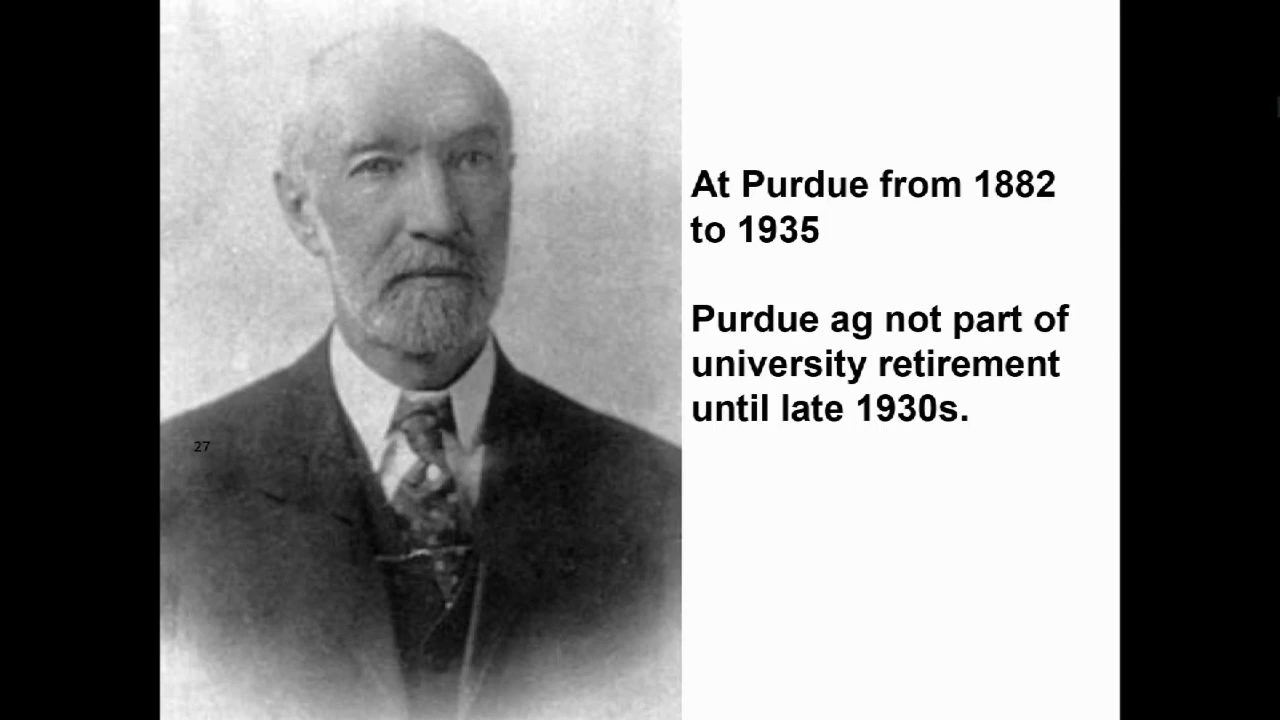 At Purdue from 1882
to 1935
Purdue ag not part of
university retirement
until late 1930s.
27